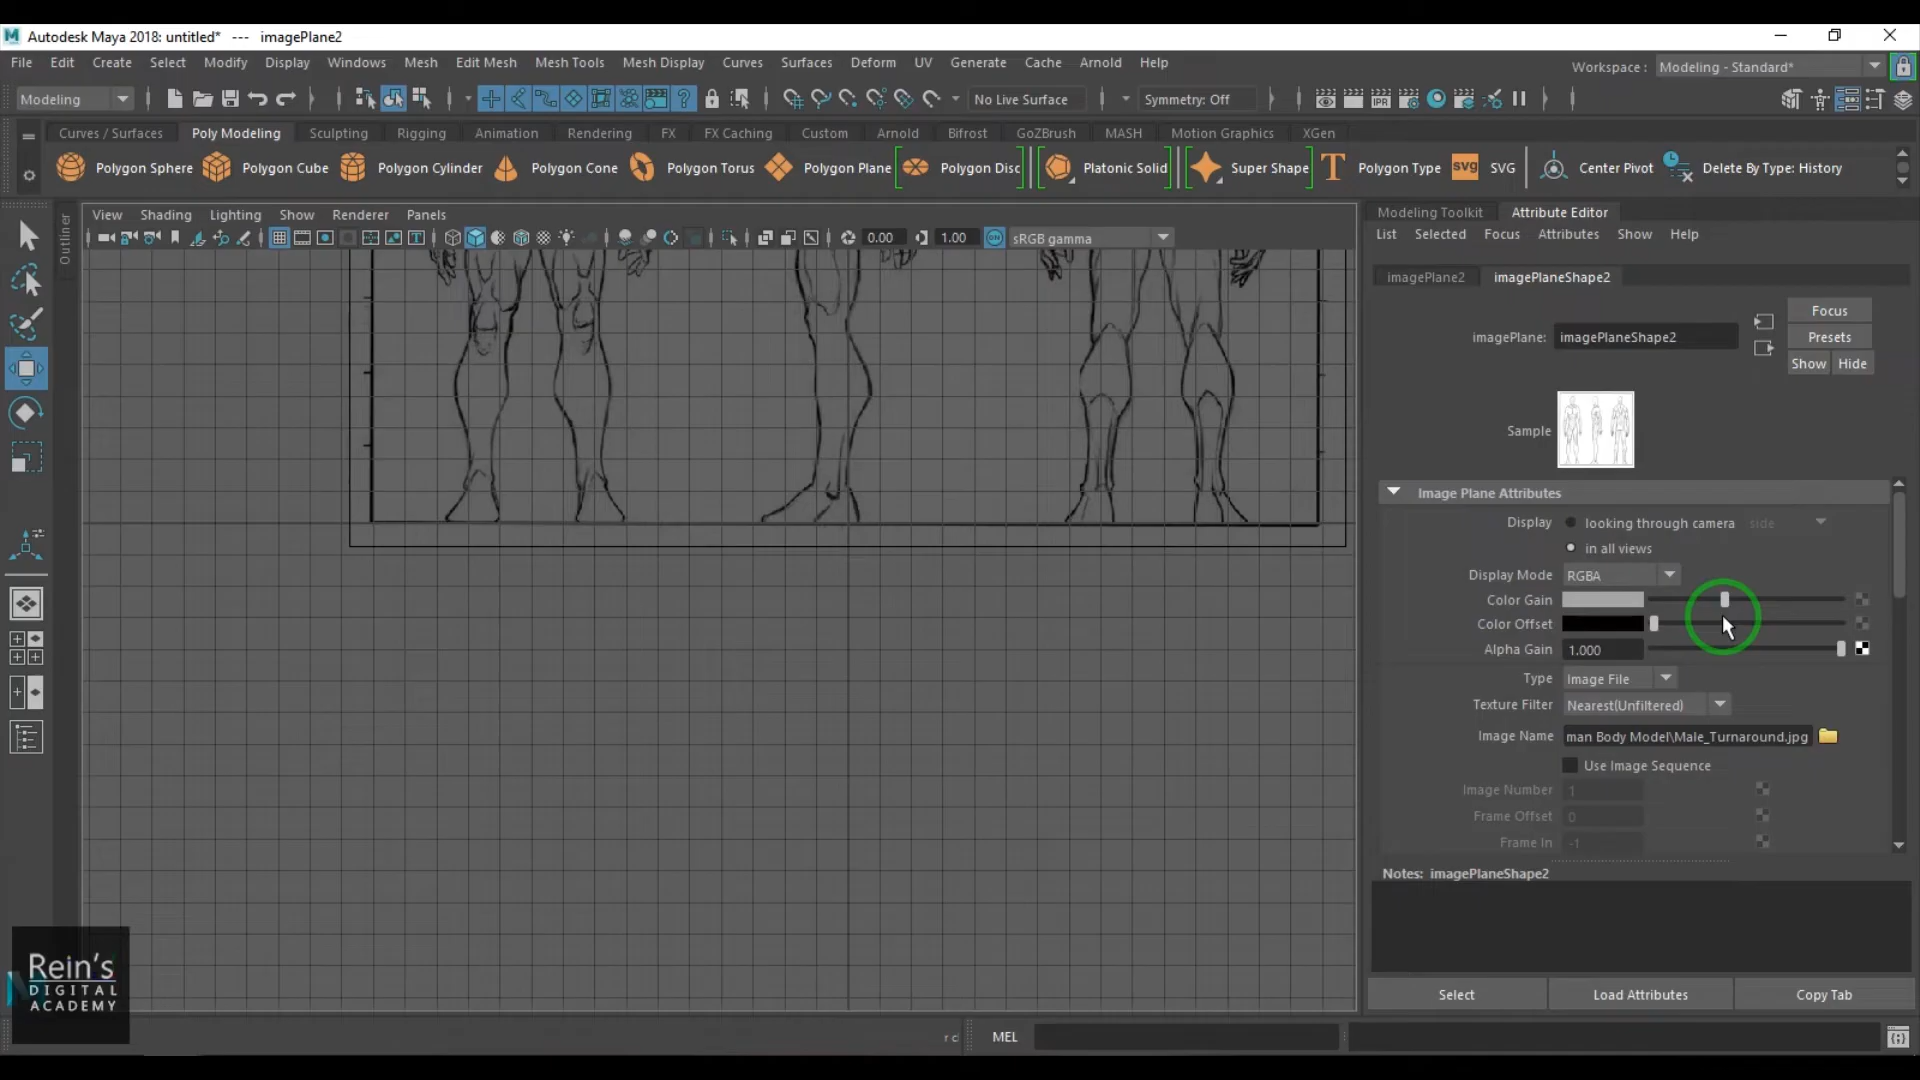 Autodesk Maya 2018: untitled* --- imagePlane2
File Edit Create Select Modify Display Windows Mesh Edit Mesh Mesh Tools Mesh Display Curves Surfaces Deform UV Generate Cache Arnold Help Workspace : Modeling - Standard*
Modeling No Live Surface Symmetry: Off IPR
Curves / Surfaces Poly Modeling Sculpting Rigging Animation Rendering FX FX Caching Custom Arnold Bifrost GoZBrush MASH Motion Graphics XGen
Polygon Sphere Polygon Cube Polygon Cylinder Polygon Cone Polygon Torus Polygon Plane Polygon Disc Platonic Solid Super Shape Polygon Type SVG SVG Center Pivot Delete By Type: History
Outliner
View Shading Lighting Show Renderer Panels
0.00 1.00 ON sRGB gamma
Modeling Toolkit Attribute Editor
List Selected Focus Attributes Show Help
imagePlane2 imagePlaneShape2
imagePlane: imagePlaneShape2
Focus
Presets
Show Hide
Sample
Image Plane Attributes
Display looking through camera side
in all views
Display Mode RGBA
Color Gain
Color Offset
Alpha Gain 1.000
Type Image File
Texture Filter Nearest(Unfiltered)
Image Name man Body Model\Male_Turnaround.jpg
Use Image Sequence
Image Number 1
Frame Offset 0
Frame In -1
Notes: imagePlaneShape2
Select Load Attributes Copy Tab
Rein's
DIGITAL
ACADEMY
r c MEL